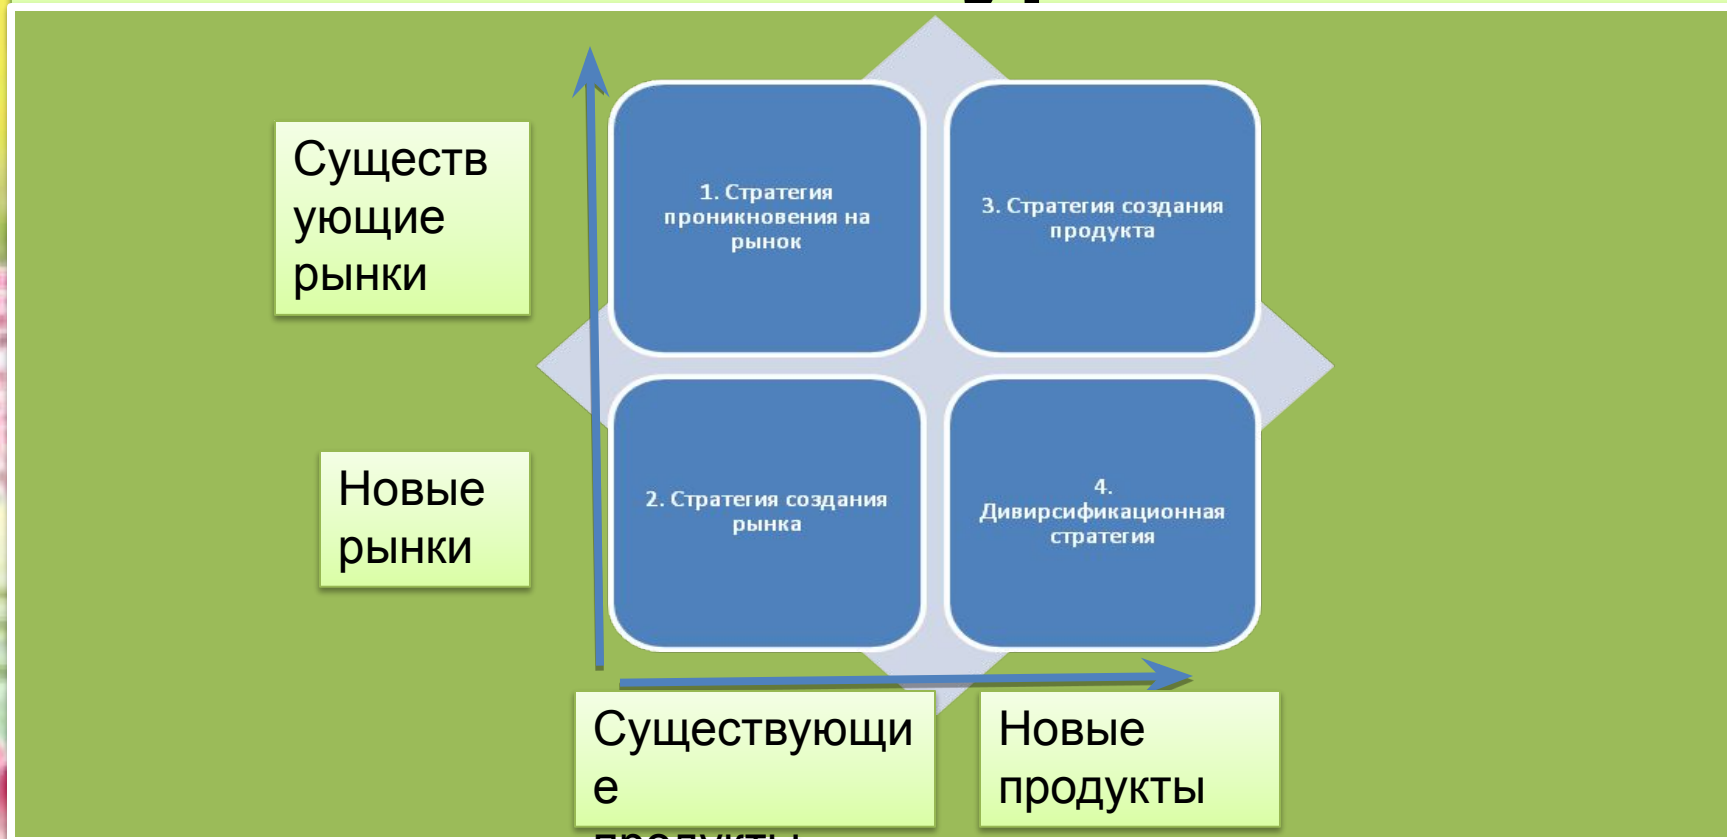 Существ
ующие
рынки
1. Стратегия
проникновения на
рынок
3. Стратегия создания
продукта
Новые
рынки
2. Стратегия создания
рынка
4.
Дивирсификационная
стратегия
Существующи
е
продукты
Новые
продукты